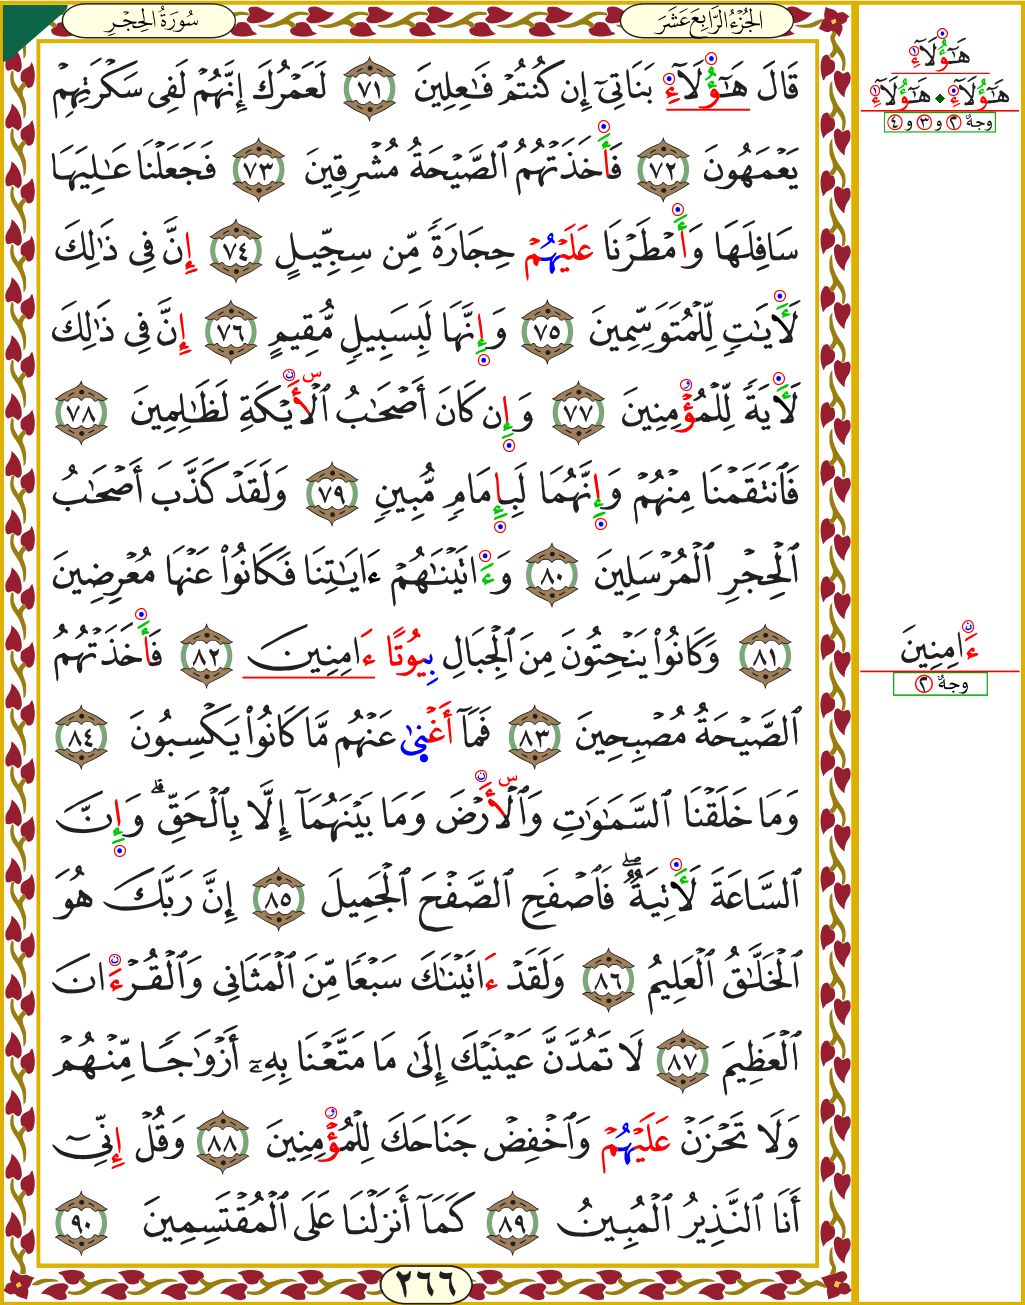 سُورَةُ الحِجْرِ
الجُزْءُ الرَّابِعَ عَشَرَ
قَالَ هَٰٓؤُلَآءِ بَنَاتِىٓ إِن كُنتُمْ فَٰعِلِينَ ٧١ لَعَمْرُكَ إِنَّهُمْ لَفِى سَكْرَتِهِمْ
يَعْمَهُونَ ٧٢ فَأَخَذَتْهُمُ ٱلصَّيْحَةُ مُشْرِقِينَ ٧٣ فَجَعَلْنَا عَٰلِيَهَا
سَافِلَهَا وَأَمْطَرْنَا عَلَيْهُمْ حِجَارَةً مِّن سِجِّيلٍ ٧٤ إِنَّ فِى ذَٰلِكَ
لَأَيَٰتٍ لِّلْمُتَوَسِّمِينَ ٧٥ وَإِنَّهَا لَبِسَبِيلٍ مُّقِيمٍ ٧٦ إِنَّ فِى ذَٰلِكَ
لَأَيَةً لِّلْمُؤْمِنِينَ ٧٧ وَإِن كَانَ أَصْحَٰبُ ٱلْأَيْكَةِ لَظَٰلِمِينَ ٧٨
فَٱنتَقَمْنَا مِنْهُمْ وَإِنَّهُمَا لَبِإِمَامٍ مُّبِينٍ ٧٩ وَلَقَدْ كَذَّبَ أَصْحَٰبُ
ٱلْحِجْرِ ٱلْمُرْسَلِينَ ٨٠ وَءَاتَيْنَٰهُمْ ءَايَٰتِنَا فَكَانُوا۟ عَنْهَا مُعْرِضِينَ
٨١ وَكَانُوا۟ يَنْحِتُونَ مِنَ ٱلْجِبَالِ بِيُوتًا ءَامِنِينَ ٨٢ فَأَخَذَتْهُمُ
ٱلصَّيْحَةُ مُصْبِحِينَ ٨٣ فَمَآ أَغْنِىٰ عَنْهُم مَّا كَانُوا۟ يَكْسِبُونَ ٨٤
وَمَا خَلَقْنَا ٱلسَّمَٰوَٰتِ وَٱلْأَرْضَ وَمَا بَيْنَهُمَآ إِلَّا بِٱلْحَقِّ ۗ وَإِنَّ
ٱلسَّاعَةَ لَأَتِيَةٌ ۖ فَٱصْفَحِ ٱلصَّفْحَ ٱلْجَمِيلَ ٨٥ إِنَّ رَبَّكَ هُوَ
ٱلْخَلَّٰقُ ٱلْعَلِيمُ ٨٦ وَلَقَدْ ءَاتَيْنَٰكَ سَبْعًا مِّنَ ٱلْمَثَانِى وَٱلْقُرْءَانَ
ٱلْعَظِيمَ ٨٧ لَا تَمُدَّنَّ عَيْنَيْكَ إِلَىٰ مَا مَتَّعْنَا بِهِۦٓ أَزْوَٰجًا مِّنْهُمْ
وَلَا تَحْزَنْ عَلَيْهُمْ وَٱخْفِضْ جَنَاحَكَ لِلْمُؤْمِنِينَ ٨٨ وَقُلْ إِنِّىٓ
أَنَا ٱلنَّذِيرُ ٱلْمُبِينُ ٨٩ كَمَآ أَنزَلْنَا عَلَى ٱلْمُقْتَسِمِينَ ٩٠
٢٦٦
هَٰٓؤُلَآءِ
هَٰٓؤُلَآءِ ◆ هَٰٓؤُلَآءِ
وجهٌ ٢ و ٣ و ٤
ءَامِنِينَ
وجهٌ ٢